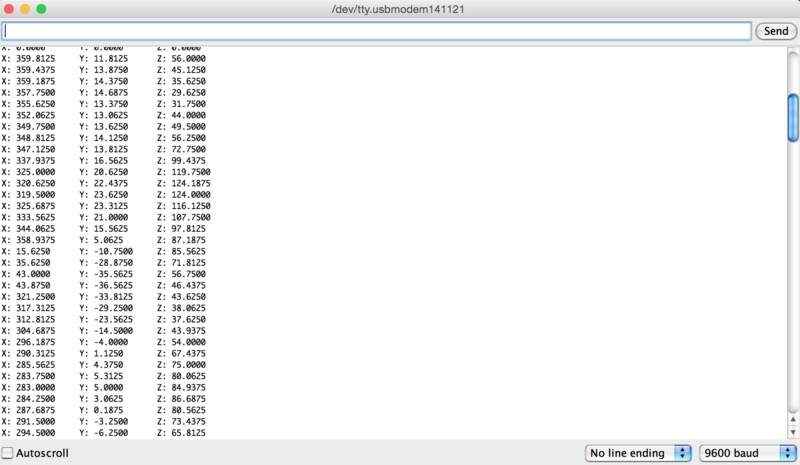 /dev/tty.usbmodem141121
Send
X: 0.0000 Y: 0.0000 Z: 0.0000
X: 359.8125 Y: 11.8125 Z: 56.0000
X: 359.4375 Y: 13.8750 Z: 45.1250
X: 359.1875 Y: 14.3750 Z: 35.6250
X: 357.7500 Y: 14.6875 Z: 29.6250
X: 355.6250 Y: 13.3750 Z: 31.7500
X: 352.0625 Y: 13.0625 Z: 44.0000
X: 349.7500 Y: 13.6250 Z: 49.5000
X: 348.8125 Y: 14.1250 Z: 56.2500
X: 347.1250 Y: 13.8125 Z: 72.7500
X: 337.9375 Y: 16.5625 Z: 99.4375
X: 325.0000 Y: 20.6250 Z: 119.7500
X: 320.6250 Y: 22.4375 Z: 124.1875
X: 319.5000 Y: 23.6250 Z: 124.0000
X: 325.6875 Y: 23.3125 Z: 116.1250
X: 333.5625 Y: 21.0000 Z: 107.7500
X: 344.0625 Y: 15.5625 Z: 97.8125
X: 358.9375 Y: 5.0625 Z: 87.1875
X: 15.6250 Y: -10.7500 Z: 85.5625
X: 35.6250 Y: -28.8750 Z: 71.8125
X: 43.0000 Y: -35.5625 Z: 56.7500
X: 43.8750 Y: -36.5625 Z: 46.4375
X: 321.2500 Y: -33.8125 Z: 43.6250
X: 317.3125 Y: -29.2500 Z: 38.0625
X: 312.8125 Y: -23.5625 Z: 37.6250
X: 304.6875 Y: -14.5000 Z: 43.9375
X: 296.1875 Y: -4.0000 Z: 54.0000
X: 290.3125 Y: 1.1250 Z: 67.4375
X: 285.5625 Y: 4.3750 Z: 75.0000
X: 283.7500 Y: 5.3125 Z: 80.0625
X: 283.0000 Y: 5.0000 Z: 84.9375
X: 284.2500 Y: 3.0625 Z: 86.6875
X: 287.6875 Y: 0.1875 Z: 80.5625
X: 291.5000 Y: -3.2500 Z: 73.4375
X: 294.5000 Y: -6.2500 Z: 65.8125
Autoscroll
No line ending
9600 baud